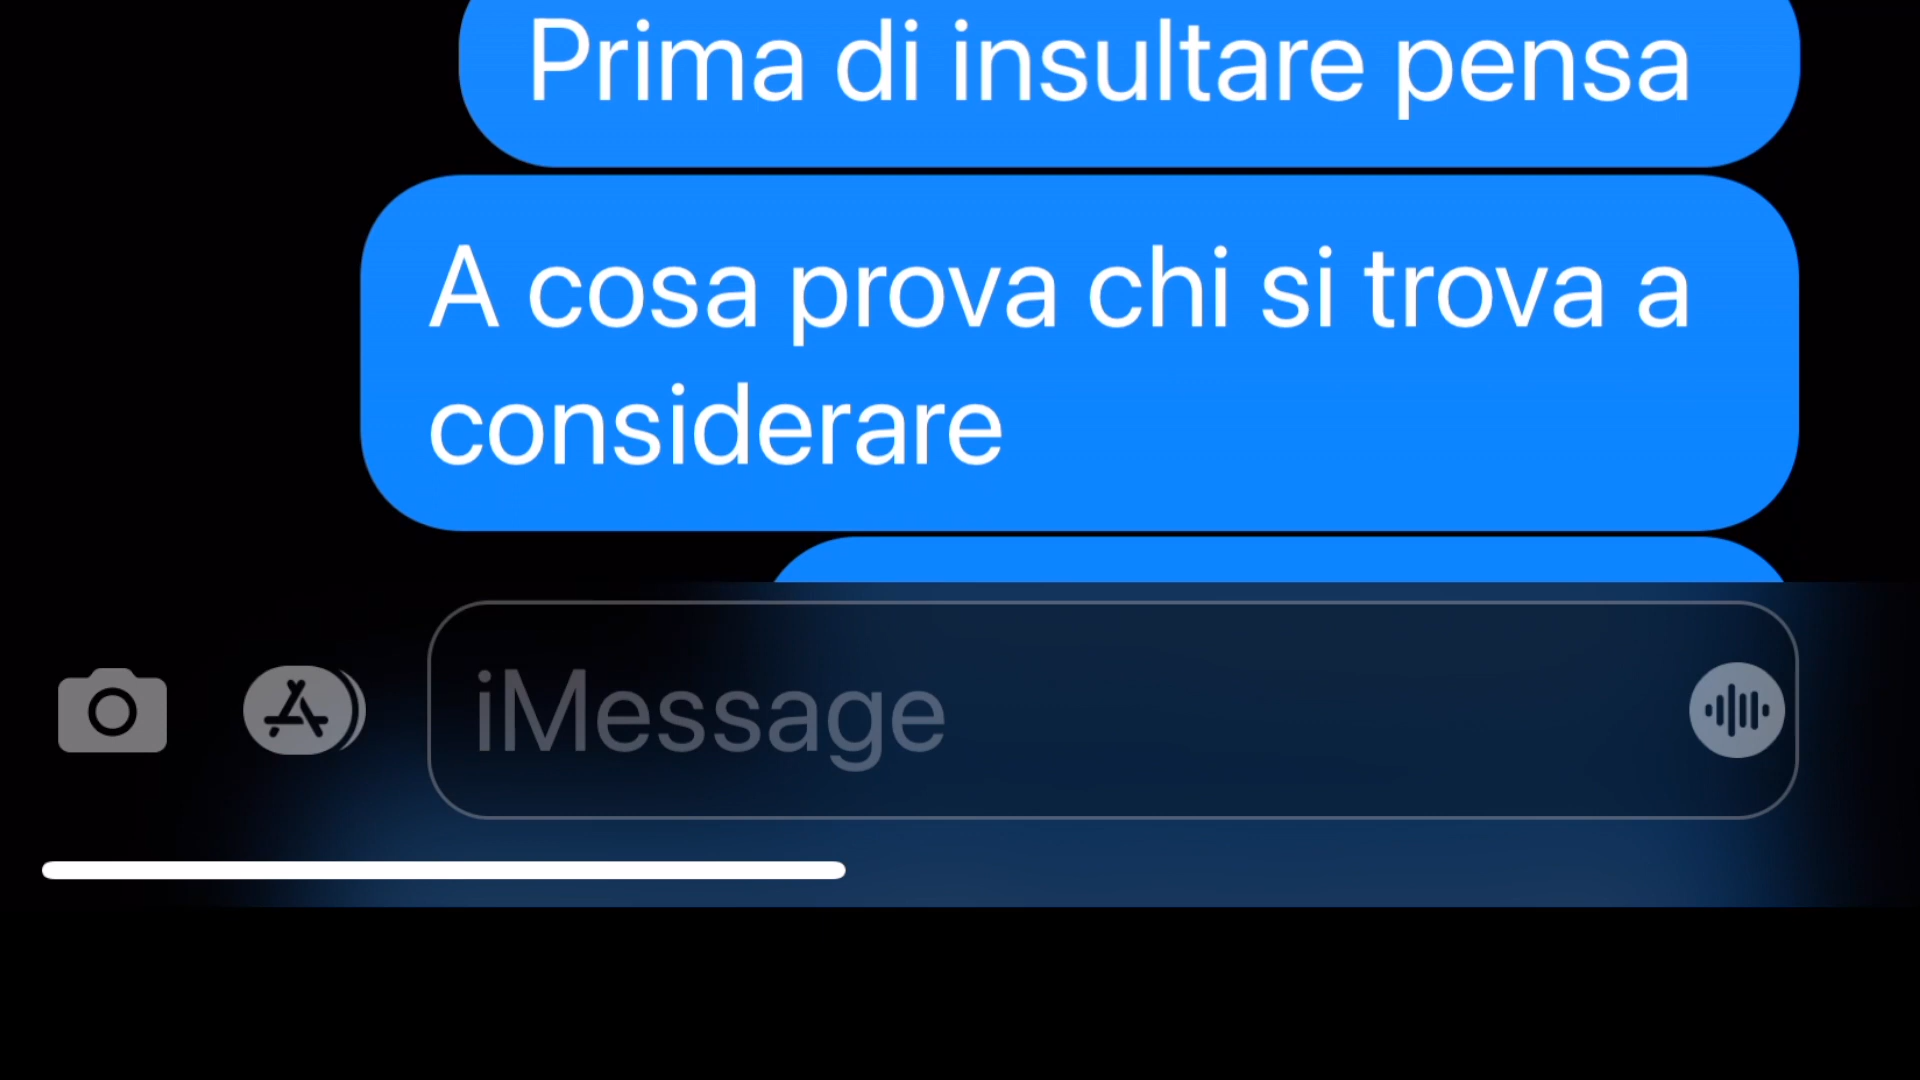 Prima di insultare pensa
A cosa prova chi si trova a
considerare
iMessage